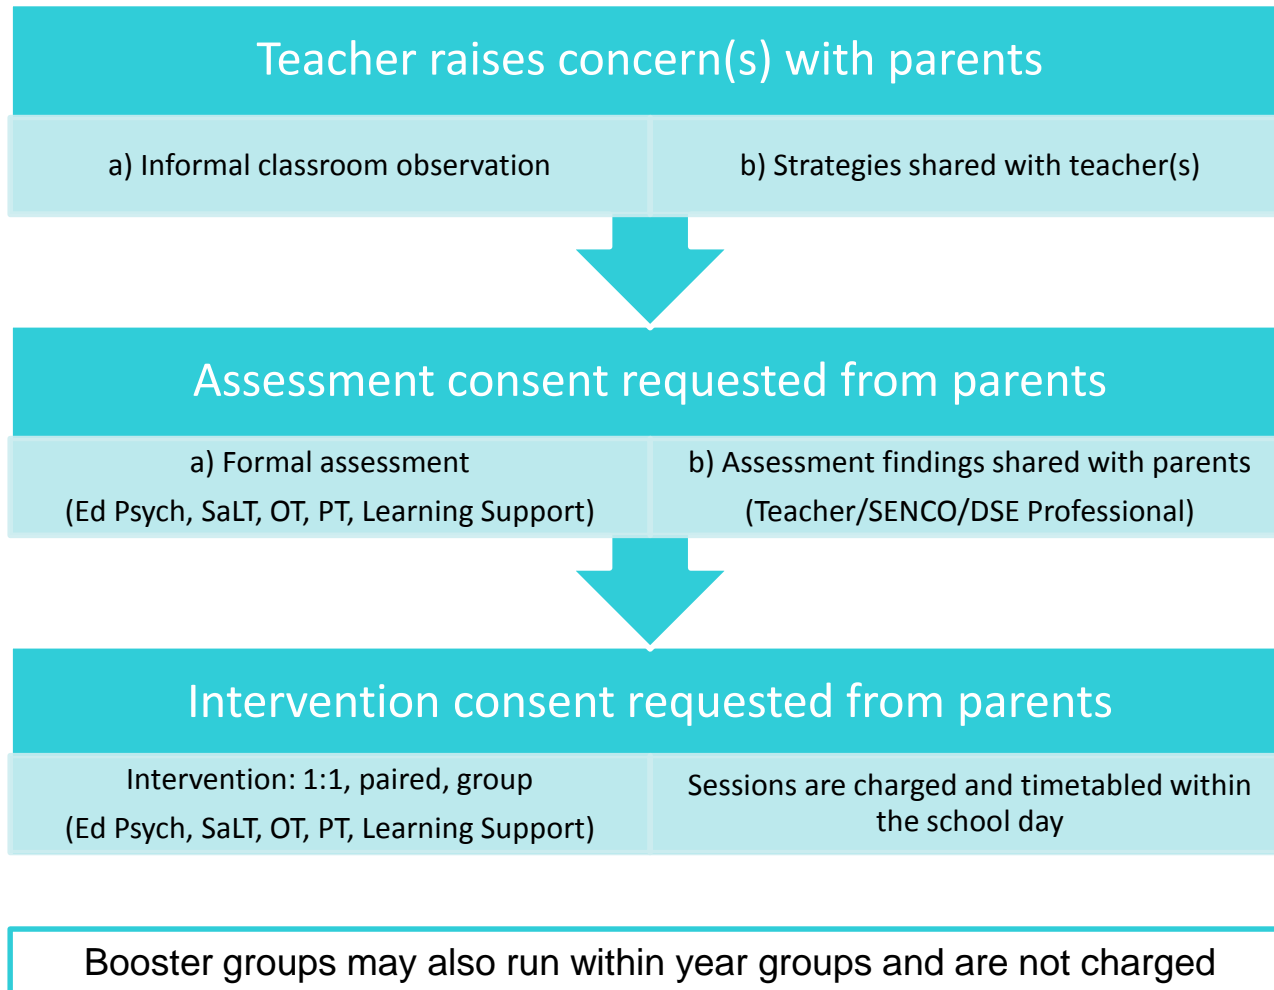 Teacher raises concern(s) with parents
a) Informal classroom observation
b) Strategies shared with teacher(s)
Assessment consent requested from parents
a) Formal assessment
(Ed Psych, SaLT, OT, PT, Learning Support)
b) Assessment findings shared with parents
(Teacher/SENCO/DSE Professional)
Intervention consent requested from parents
Intervention: 1:1, paired, group
(Ed Psych, SaLT, OT, PT, Learning Support)
Sessions are charged and timetabled within
the school day
Booster groups may also run within year groups and are not charged